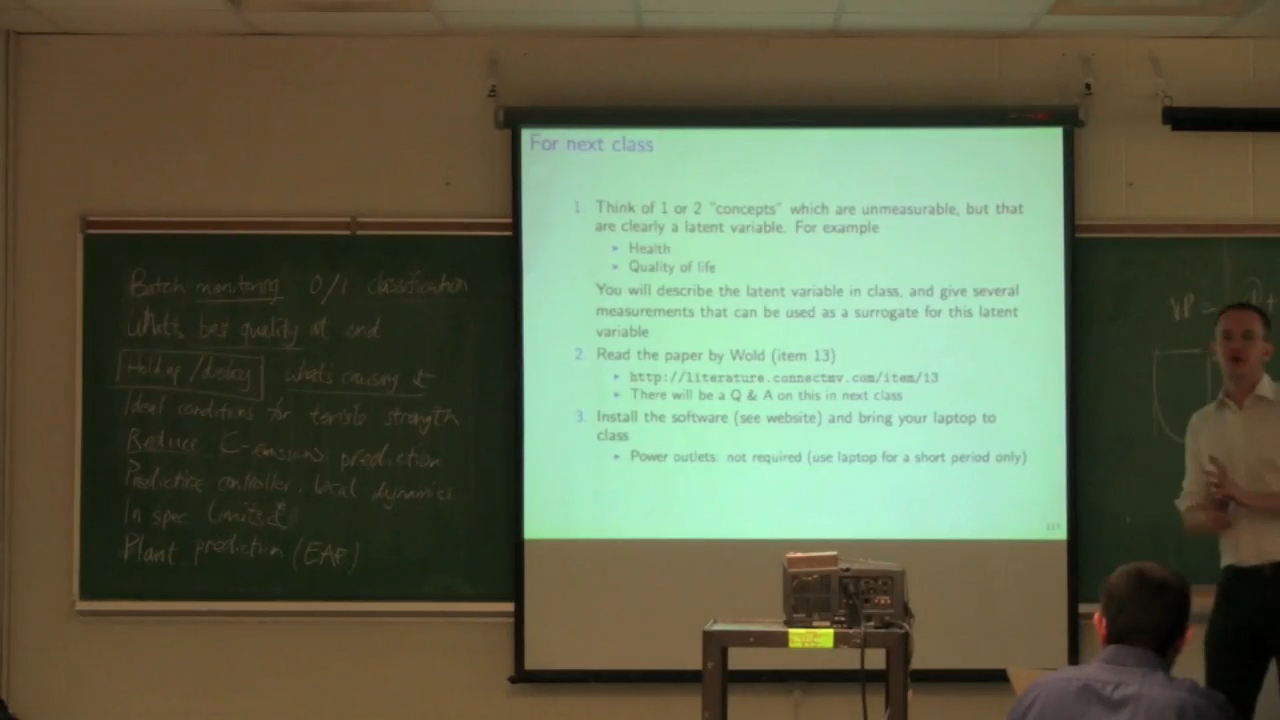 Batch monitoring 0/1 classification
What's batch quality at end
Holdup / drying what's causing it
Ideal conditions for tensile strength
Reduce C-emissions prediction
Predictive controller. Local dynamics
In spec limits
Plant prediction (EAF)
For next class
1. Think of 1 or 2 "concepts" which are unmeasurable, but that
are clearly a latent variable. For example
▸ Health
▸ Quality of life
You will describe the latent variable in class, and give several
measurements that can be used as a surrogate for this latent
variable
2. Read the paper by Wold (item 13)
▸ http://literature.connectmv.com/item/13
▸ There will be a Q & A on this in next class
3. Install the software (see website) and bring your laptop to
class
▸ Power outlets: not required (use laptop for a short period only)